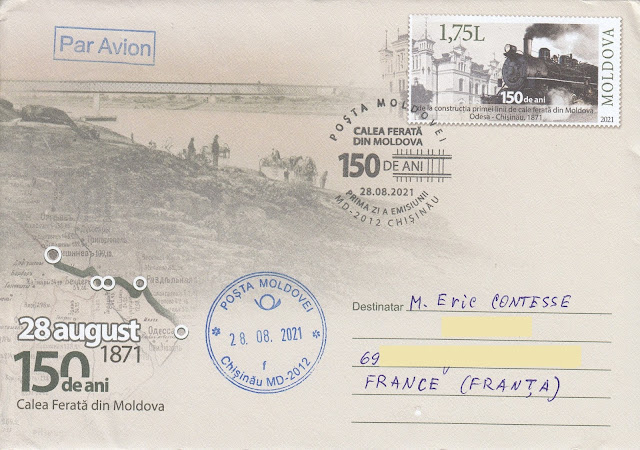 Par Avion
1,75L
MOLDOVA
150 de ani
de la construcția primei linii de cale ferată din Moldova
Odesa - Chișinău, 1871
2021
POȘTA MOLDOVEI
CALEA FERATĂ
DIN MOLDOVA
150 DE ANI
28.08.2021
PRIMA ZI A EMISIUNII
MD-2012 CHIȘINĂU
Одесса
28 august
1871
150 de ani
Calea Ferată din Moldova
POȘTA MOLDOVEI
28. 08. 2021
f
Chișinău MD-2012
Destinatar M. Eric CONTESSE
69
FRANCE (FRANȚA)